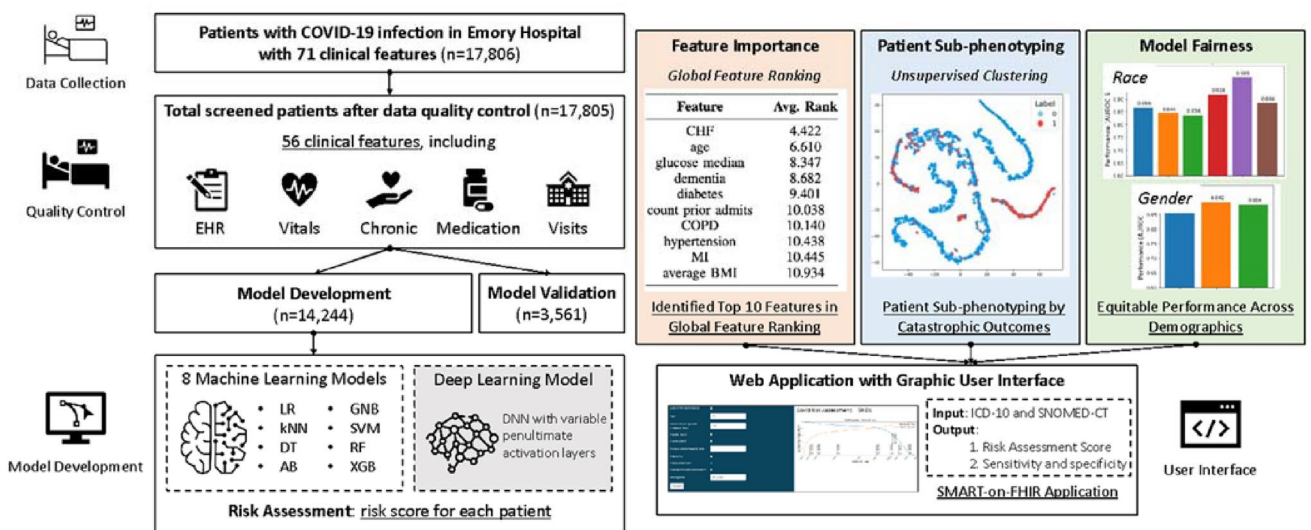 Data Collection
Quality Control
Model Development
Patients with COVID-19 infection in Emory Hospital
with 71 clinical features (n=17,806)
Total screened patients after data quality control (n=17,805)
56 clinical features, including
EHR Vitals Chronic Medication Visits
Model Development
(n=14,244)
Model Validation
(n=3,561)
8 Machine Learning Models
• LR • GNB
• kNN • SVM
• DT • RF
• AB • XGB
Deep Learning Model
DNN with variable
penultimate
activation layers
Risk Assessment: risk score for each patient
Feature Importance
Global Feature Ranking
Feature Avg. Rank
CHF 4.422
age 6.610
glucose median 8.347
dementia 8.682
diabetes 9.401
count prior admits 10.038
COPD 10.140
hypertension 10.438
MI 10.445
average BMI 10.934
Identified Top 10 Features in
Global Feature Ranking
Patient Sub-phenotyping
Unsupervised Clustering
Label
0
1
Patient Sub-phenotyping by
Catastrophic Outcomes
Model Fairness
Race
Gender
Equitable Performance Across
Demographics
Web Application with Graphic User Interface
Input: ICD-10 and SNOMED-CT
Output:
1. Risk Assessment Score
2. Sensitivity and specificity
SMART-on-FHIR Application
User Interface